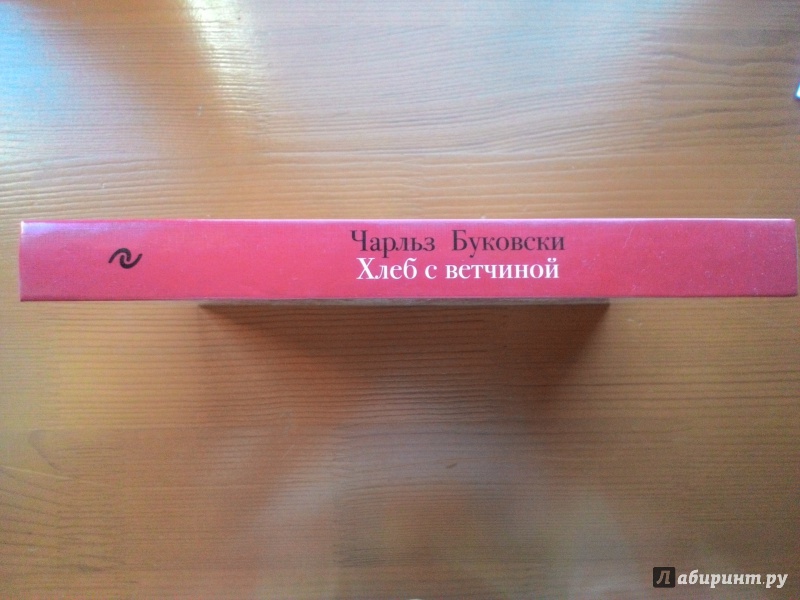 Чарльз Буковски
Хлеб с ветчиной
Лабиринт.ру